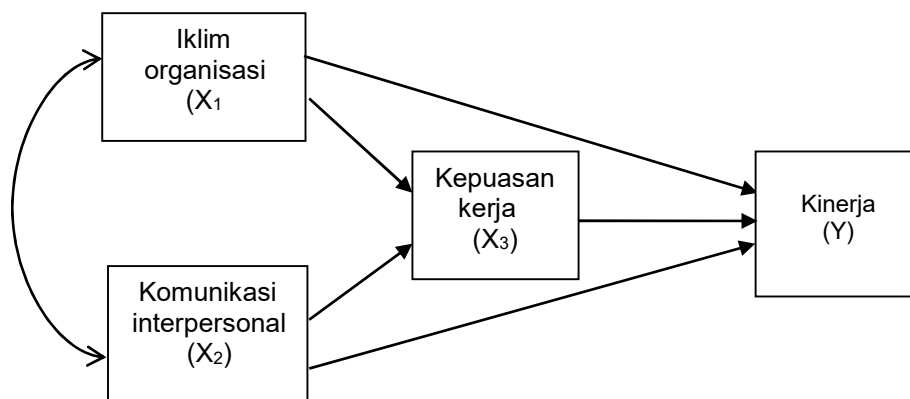 Iklim
organisasi
(X₁
Kepuasan
kerja
(X₃)
Kinerja
(Y)
Komunikasi
interpersonal
(X₂)